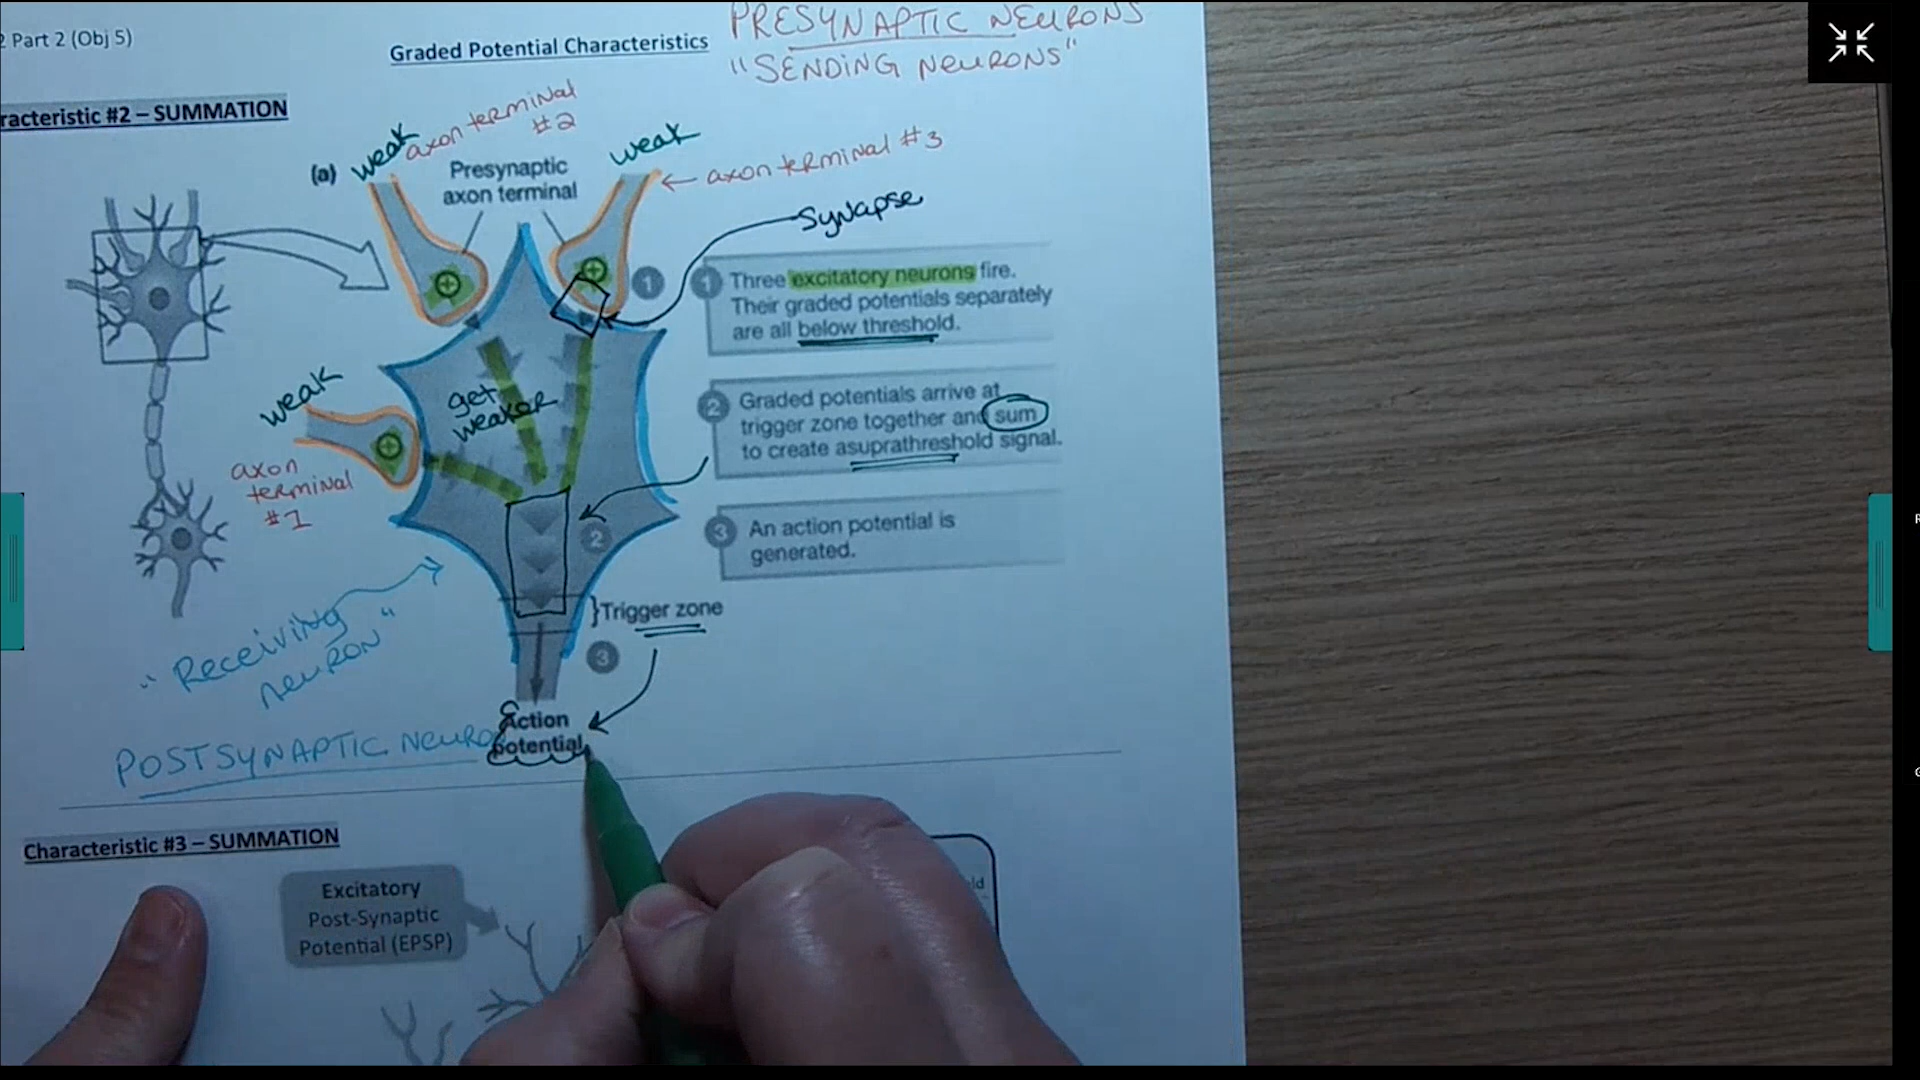 2 Part 2 (Obj 5)
Graded Potential Characteristics
PRESYNAPTIC NEURONS
"SENDING NEURONS"
racteristic #2 – SUMMATION
(a)
weak
axon terminal
#2
weak
axon terminal #3
Presynaptic
axon terminal
Synapse
1
1 Three excitatory neurons fire.
Their graded potentials separately
are all below threshold.
weak
get
weaker
axon
terminal
#1
2 Graded potentials arrive at
trigger zone together and sum
to create asuprathreshold signal.
2
3 An action potential is
generated.
}Trigger zone
3
"Receiving
neuron"
POSTSYNAPTIC NEURO
Action
potential
Characteristic #3 – SUMMATION
Excitatory
Post-Synaptic
Potential (EPSP)
ld